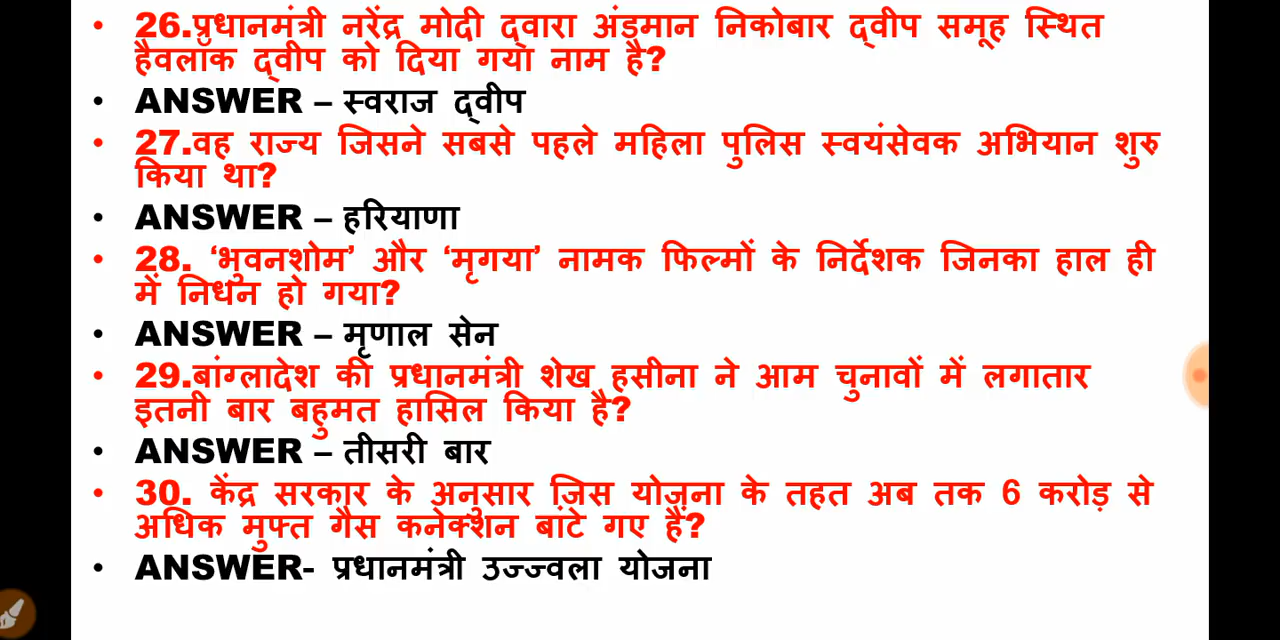 • 26.प्रधानमंत्री नरेंद्र मोदी द्वारा अंडमान निकोबार द्वीप समूह स्थित
हैवलॉक द्वीप को दिया गया नाम है?
• ANSWER – स्वराज द्वीप
• 27.वह राज्य जिसने सबसे पहले महिला पुलिस स्वयंसेवक अभियान शुरु
किया था?
• ANSWER – हरियाणा
• 28. ‘भुवनशोम’ और ‘मृगया’ नामक फिल्मों के निर्देशक जिनका हाल ही
में निधन हो गया?
• ANSWER – मृणाल सेन
• 29.बांग्लादेश की प्रधानमंत्री शेख हसीना ने आम चुनावों में लगातार
इतनी बार बहुमत हासिल किया है?
• ANSWER – तीसरी बार
• 30. केंद्र सरकार के अनुसार जिस योजना के तहत अब तक 6 करोड़ से
अधिक मुफ्त गैस कनेक्शन बांटे गए हैं?
• ANSWER- प्रधानमंत्री उज्ज्वला योजना